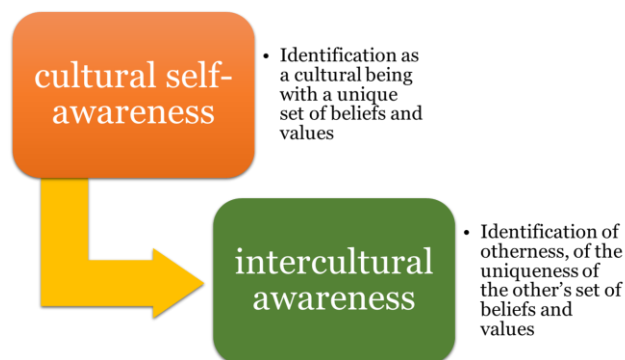 cultural self-
awareness
• Identification as
a cultural being
with a unique
set of beliefs and
values
intercultural
awareness
• Identification of
otherness, of the
uniqueness of
the other's set of
beliefs and
values